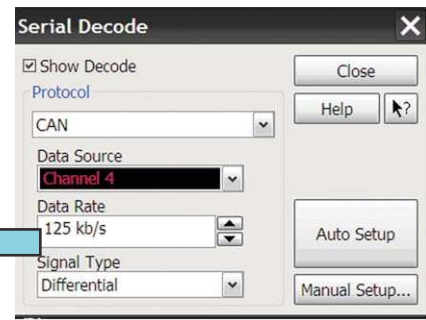 Serial Decode
Show Decode
Close
Protocol
Help
?
CAN
Data Source
Channel 4
Data Rate
125 kb/s
Auto Setup
Signal Type
Differential
Manual Setup...